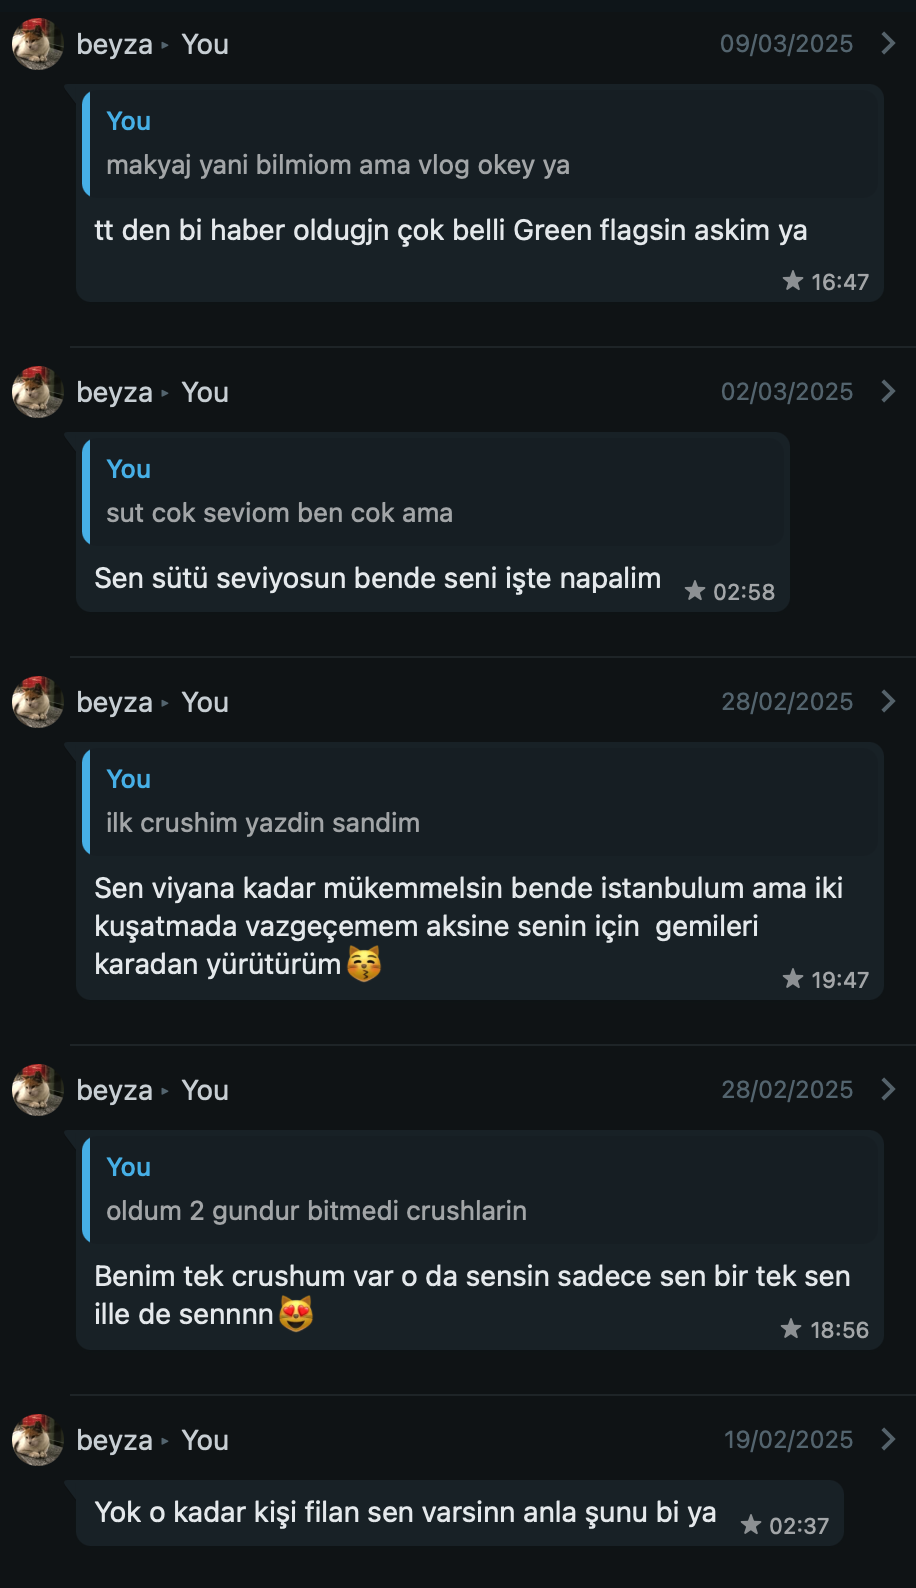 beyza ▸ You 09/03/2025
You
makyaj yani bilmiom ama vlog okey ya
tt den bi haber oldugjn çok belli Green flagsin askim ya
★ 16:47
beyza ▸ You 02/03/2025
You
sut cok seviom ben cok ama
Sen sütü seviyosun bende seni işte napalim ★ 02:58
beyza ▸ You 28/02/2025
You
ilk crushim yazdin sandim
Sen viyana kadar mükemmelsin bende istanbulum ama iki
kuşatmada vazgeçemem aksine senin için  gemileri
karadan yürütürüm😽 ★ 19:47
beyza ▸ You 28/02/2025
You
oldum 2 gundur bitmedi crushlarin
Benim tek crushum var o da sensin sadece sen bir tek sen
ille de sennnn😻 ★ 18:56
beyza ▸ You 19/02/2025
Yok o kadar kişi filan sen varsinn anla şunu bi ya ★ 02:37